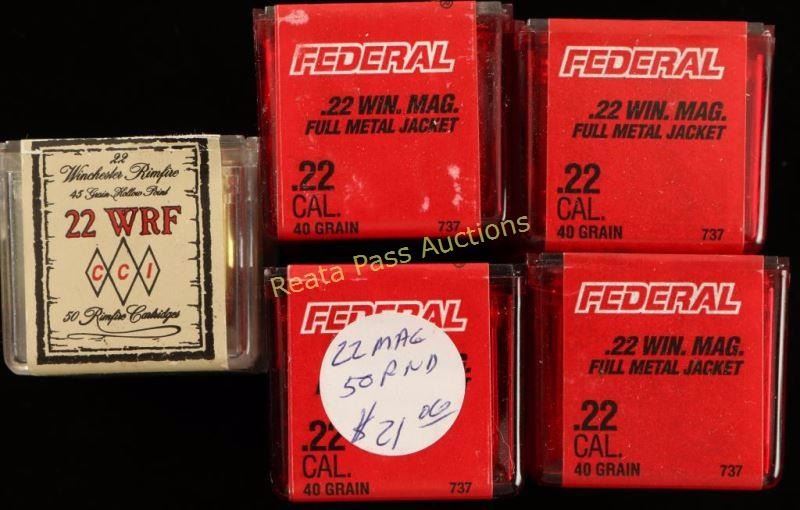 22
Winchester Rimfire
45 Grain Hollow Point
22 WRF
CCI
50 Rimfire Cartridges
FEDERAL
.22 WIN. MAG.
FULL METAL JACKET
.22
CAL.
40 GRAIN 737
FEDERAL
.22 WIN. MAG.
FULL METAL JACKET
.22
CAL.
40 GRAIN 737
Reata Pass Auctions
FEDERAL
22 MAG
50 RND
$21.00
.22
CAL.
40 GRAIN 737
FEDERAL
.22 WIN. MAG.
FULL METAL JACKET
.22
CAL.
40 GRAIN 737